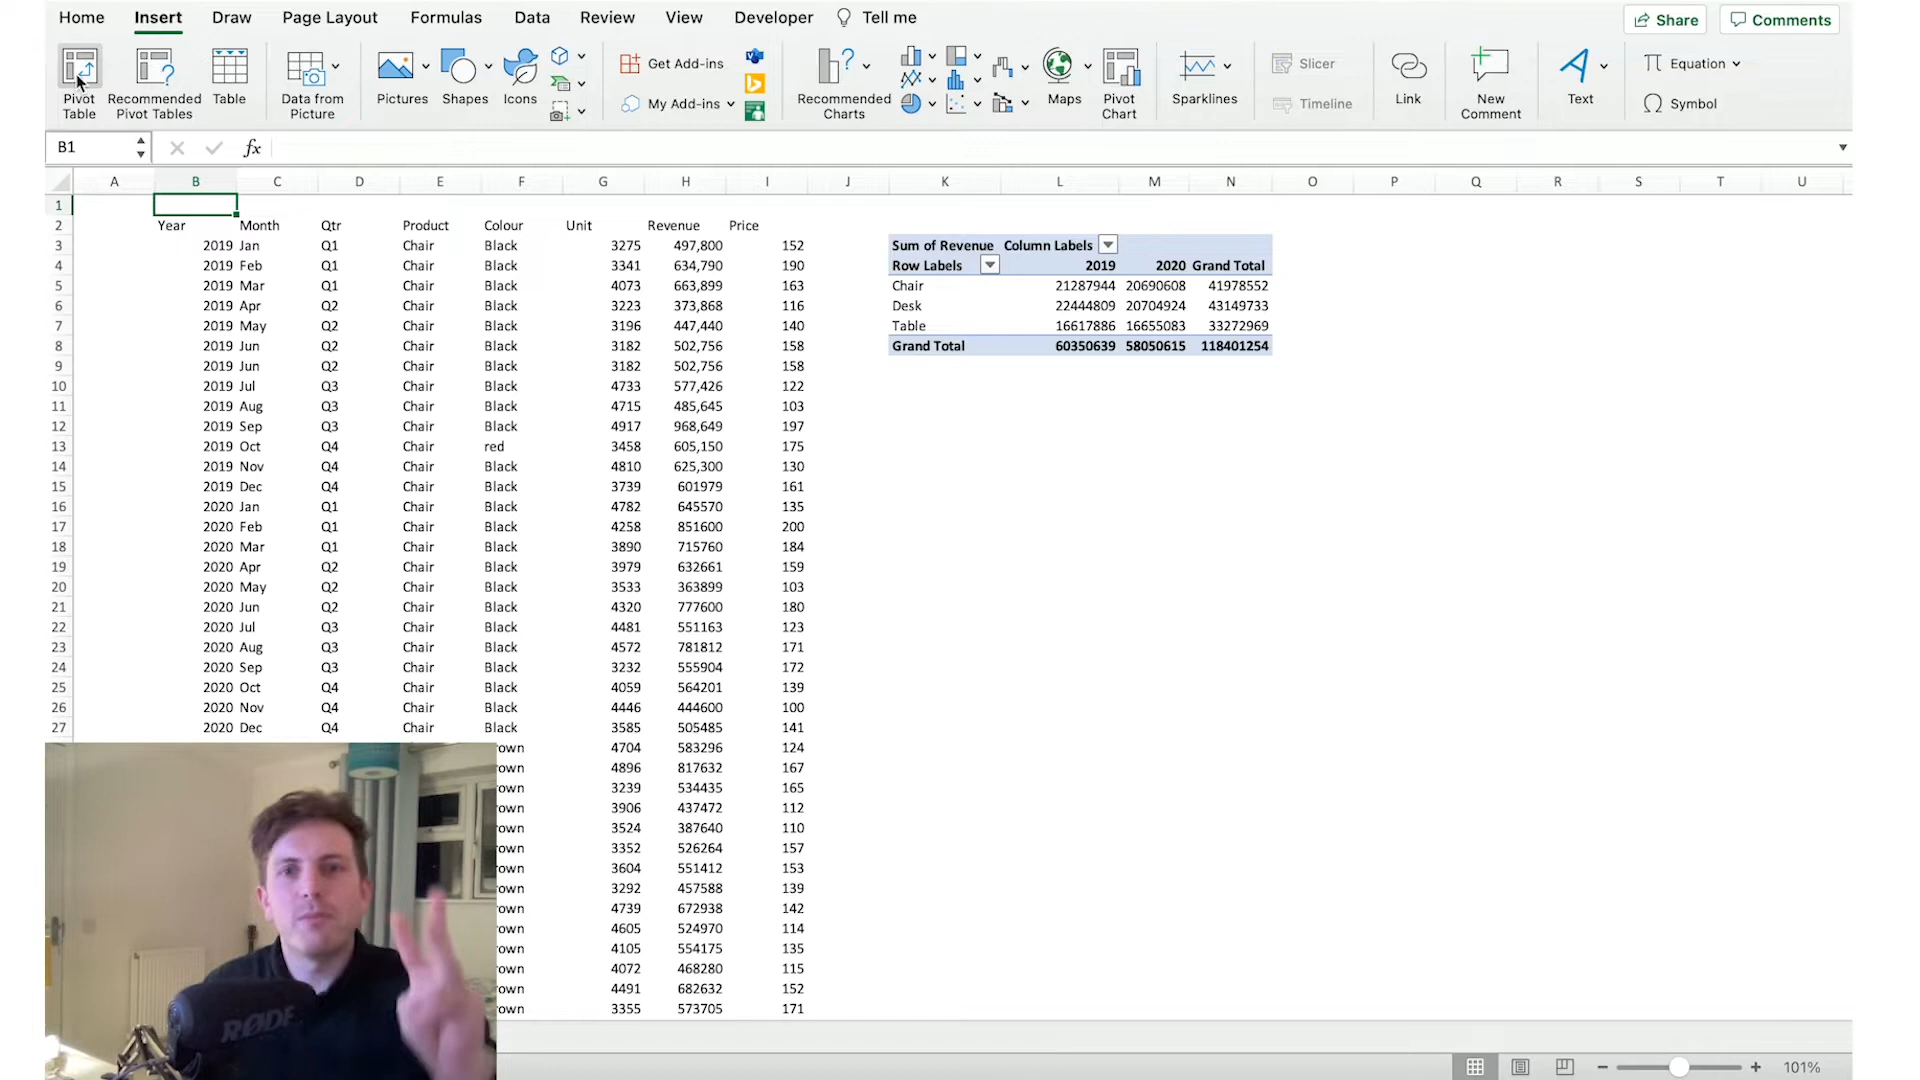 Home Insert Draw Page Layout Formulas Data Review View Developer Tell me Share Comments
Pivot Table
Recommended Pivot Tables
Table
Data from Picture
Pictures
Shapes
Icons
Get Add-ins
My Add-ins
Recommended Charts
Maps
Pivot Chart
Sparklines
Slicer
Timeline
Link
New Comment
Text
Equation
Symbol
B1 fx
A B C D E F G H I J K L M N O P Q R S T U
1
2 Year Month Qtr Product Colour Unit Revenue Price
3 2019 Jan Q1 Chair Black 3275 497,800 152 Sum of Revenue Column Labels
4 2019 Feb Q1 Chair Black 3341 634,790 190 Row Labels 2019 2020 Grand Total
5 2019 Mar Q1 Chair Black 4073 663,899 163 Chair 21287944 20690608 41978552
6 2019 Apr Q2 Chair Black 3223 373,868 116 Desk 22444809 20704924 43149733
7 2019 May Q2 Chair Black 3196 447,440 140 Table 16617886 16655083 33272969
8 2019 Jun Q2 Chair Black 3182 502,756 158 Grand Total 60350639 58050615 118401254
9 2019 Jun Q2 Chair Black 3182 502,756 158
10 2019 Jul Q3 Chair Black 4733 577,426 122
11 2019 Aug Q3 Chair Black 4715 485,645 103
12 2019 Sep Q3 Chair Black 4917 968,649 197
13 2019 Oct Q4 Chair red 3458 605,150 175
14 2019 Nov Q4 Chair Black 4810 625,300 130
15 2019 Dec Q4 Chair Black 3739 601979 161
16 2020 Jan Q1 Chair Black 4782 645570 135
17 2020 Feb Q1 Chair Black 4258 851600 200
18 2020 Mar Q1 Chair Black 3890 715760 184
19 2020 Apr Q2 Chair Black 3979 632661 159
20 2020 May Q2 Chair Black 3533 363899 103
21 2020 Jun Q2 Chair Black 4320 777600 180
22 2020 Jul Q3 Chair Black 4481 551163 123
23 2020 Aug Q3 Chair Black 4572 781812 171
24 2020 Sep Q3 Chair Black 3232 555904 172
25 2020 Oct Q4 Chair Black 4059 564201 139
26 2020 Nov Q4 Chair Black 4446 444600 100
27 2020 Dec Q4 Chair Black 3585 505485 141
rown 4704 583296 124
rown 4896 817632 167
rown 3239 534435 165
rown 3906 437472 112
rown 3524 387640 110
rown 3352 526264 157
rown 3604 551412 153
rown 3292 457588 139
rown 4739 672938 142
rown 4605 524970 114
rown 4105 554175 135
rown 4072 468280 115
rown 4491 682632 152
rown 3355 573705 171
RØDE
101%